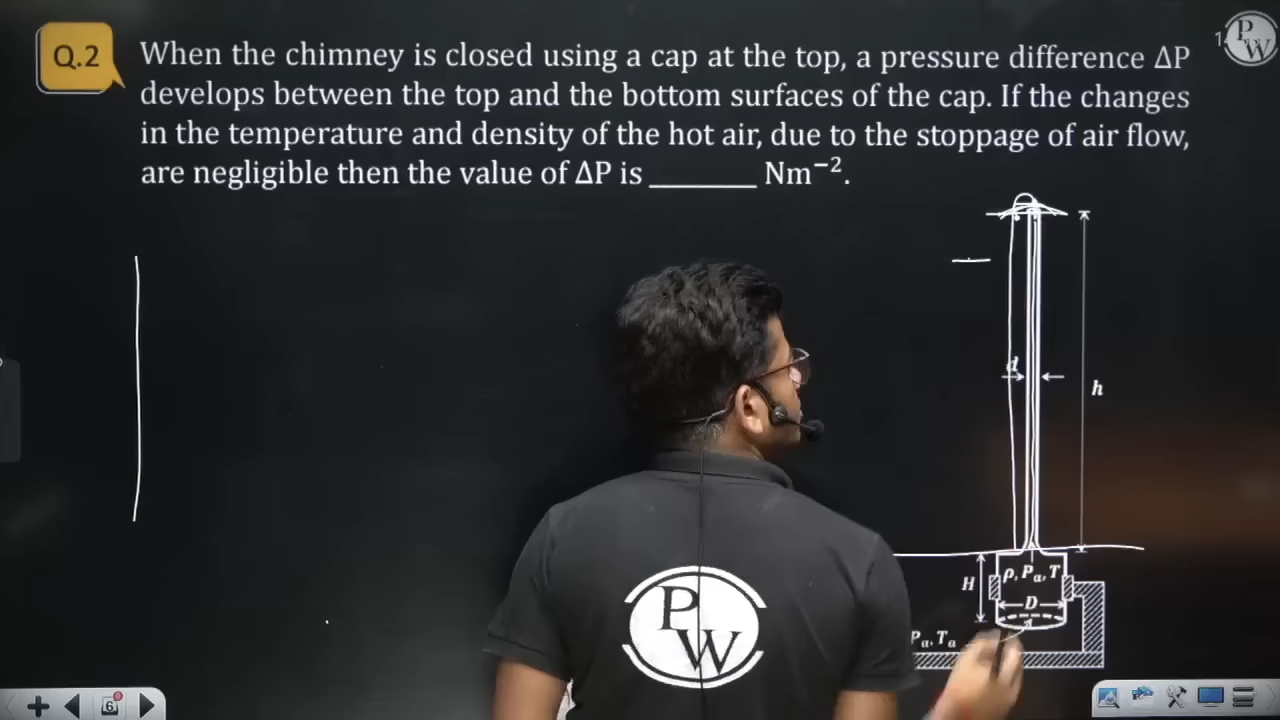 Q.2
When the chimney is closed using a cap at the top, a pressure difference ΔP
develops between the top and the bottom surfaces of the cap. If the changes
in the temperature and density of the hot air, due to the stoppage of air flow,
are negligible then the value of ΔP is ______ Nm⁻².
P
W
d
h
H
ρ, Pₐ, T
D
Pₐ, Tₐ
P
W
6